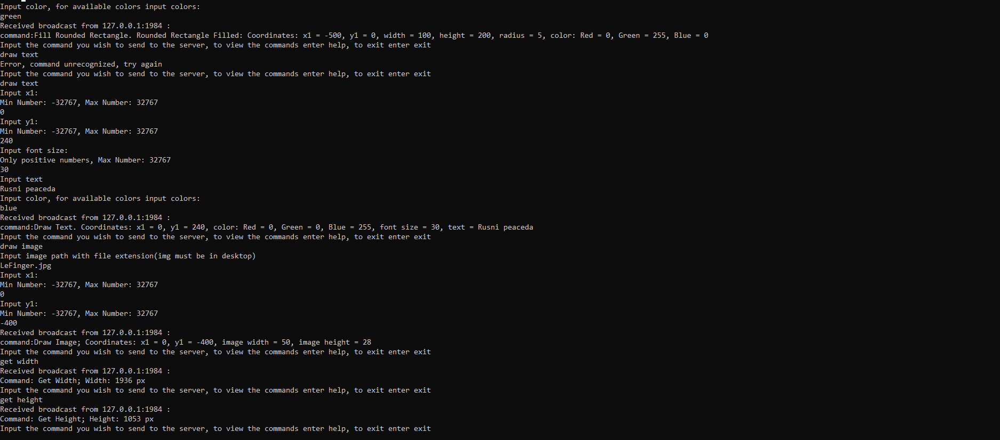 Input color, for available colors input colors:
green
Received broadcast from 127.0.0.1:1984 :
command:Fill Rounded Rectangle. Rounded Rectangle Filled: Coordinates: x1 = -500, y1 = 0, width = 100, height = 200, radius = 5, color: Red = 0, Green = 255, Blue = 0
Input the command you wish to send to the server, to view the commands enter help, to exit enter exit
draw text
Error, command unrecognized, try again
Input the command you wish to send to the server, to view the commands enter help, to exit enter exit
draw text
Input x1:
Min Number: -32767, Max Number: 32767
0
Input y1:
Min Number: -32767, Max Number: 32767
240
Input font size:
Only positive numbers, Max Number: 32767
30
Input text
Rusni peaceda
Input color, for available colors input colors:
blue
Received broadcast from 127.0.0.1:1984 :
command:Draw Text. Coordinates: x1 = 0, y1 = 240, color: Red = 0, Green = 0, Blue = 255, font size = 30, text = Rusni peaceda
Input the command you wish to send to the server, to view the commands enter help, to exit enter exit
draw image
Input image path with file extension(img must be in desktop)
LeFinger.jpg
Input x1:
Min Number: -32767, Max Number: 32767
0
Input y1:
Min Number: -32767, Max Number: 32767
-400
Received broadcast from 127.0.0.1:1984 :
command:Draw Image; Coordinates: x1 = 0, y1 = -400, image width = 50, image height = 28
Input the command you wish to send to the server, to view the commands enter help, to exit enter exit
get width
Received broadcast from 127.0.0.1:1984 :
Command: Get Width; Width: 1936 px
Input the command you wish to send to the server, to view the commands enter help, to exit enter exit
get height
Received broadcast from 127.0.0.1:1984 :
Command: Get Height; Height: 1053 px
Input the command you wish to send to the server, to view the commands enter help, to exit enter exit